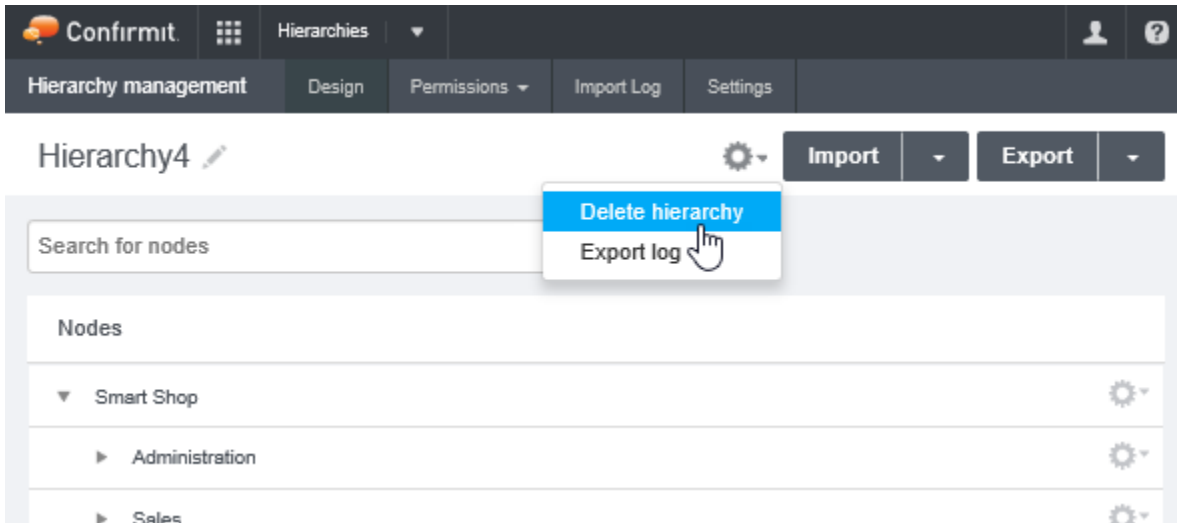 Confirmit. Hierarchies
Hierarchy management Design Permissions Import Log Settings
Hierarchy4 Import Export
Delete hierarchy
Search for nodes
Export log
Nodes
Smart Shop
Administration
Sales